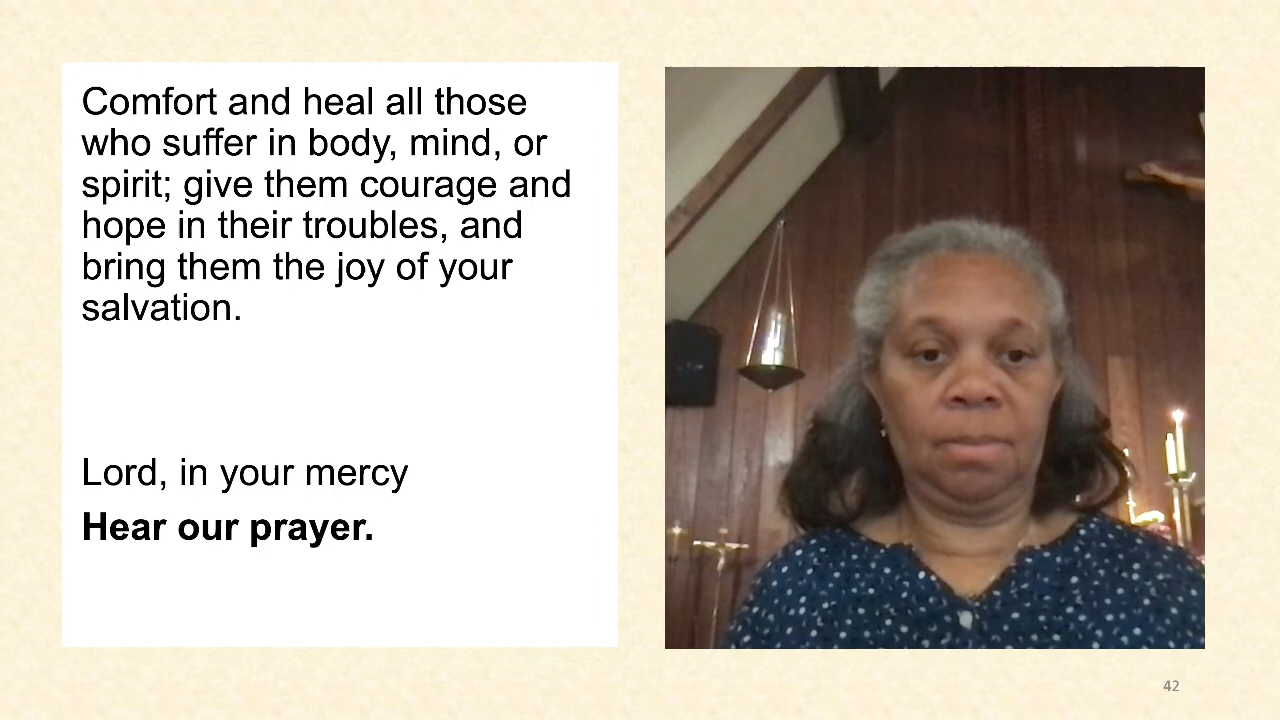 Comfort and heal all those
who suffer in body, mind, or
spirit; give them courage and
hope in their troubles, and
bring them the joy of your
salvation.
Lord, in your mercy
Hear our prayer.
42